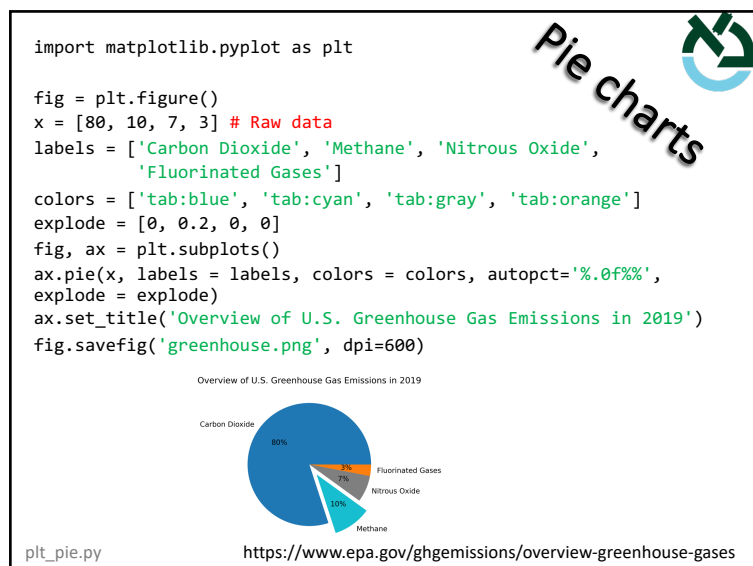 Pie charts
import matplotlib.pyplot as plt
fig = plt.figure()
x = [80, 10, 7, 3] # Raw data
labels = ['Carbon Dioxide', 'Methane', 'Nitrous Oxide',
'Fluorinated Gases']
colors = ['tab:blue', 'tab:cyan', 'tab:gray', 'tab:orange']
explode = [0, 0.2, 0, 0]
fig, ax = plt.subplots()
ax.pie(x, labels = labels, colors = colors, autopct='%.0f%%',
explode = explode)
ax.set_title('Overview of U.S. Greenhouse Gas Emissions in 2019')
fig.savefig('greenhouse.png', dpi=600)
Overview of U.S. Greenhouse Gas Emissions in 2019
Carbon Dioxide
80%
3%
Fluorinated Gases
7%
Nitrous Oxide
10%
Methane
plt_pie.py
https://www.epa.gov/ghgemissions/overview-greenhouse-gases